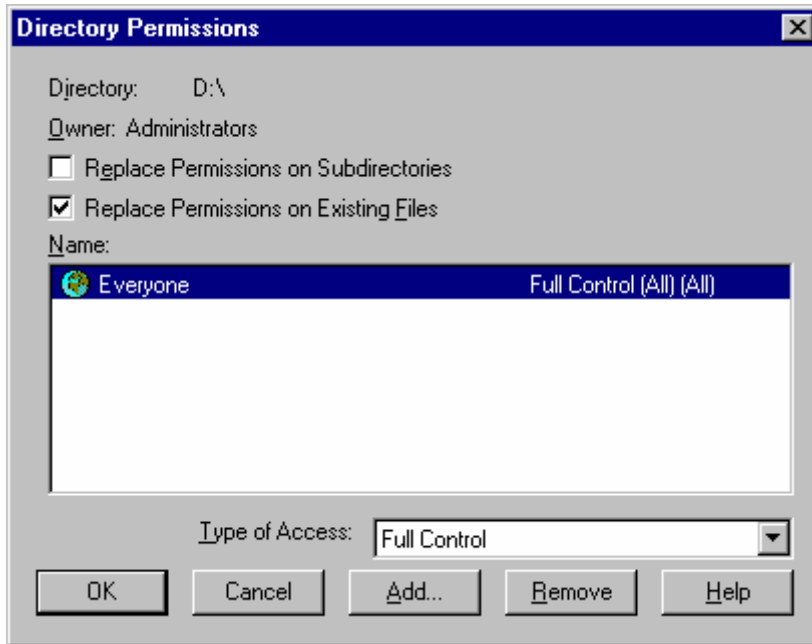 Directory Permissions
Directory: D:\
Owner: Administrators
Replace Permissions on Subdirectories
Replace Permissions on Existing Files
Name:
Everyone Full Control (All) (All)
Type of Access: Full Control
OK Cancel Add... Remove Help